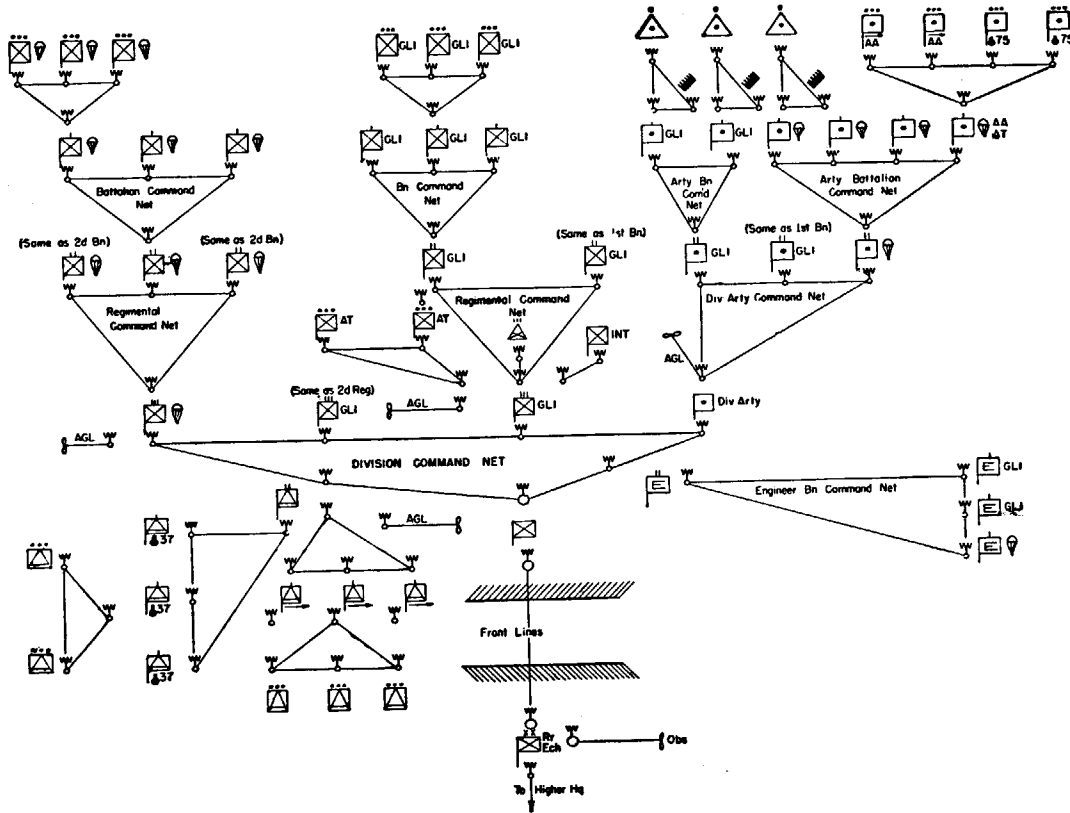 GLI GLI GLI
AA AA 75 75
GLI GLI GLI
GLI GLI
AA
AT
Battalion Command
Net
Bn Command
Net
Arty Bn
Comd
Net
Arty Battalion
Command Net
(Same as 2d Bn)
(Same as 2d Bn)
GLI
(Same as 1st Bn)
GLI
GLI
(Same as 1st Bn)
GLI
Regimental
Command Net
AT
AT
Regimental Command
Net
INT
Div Arty Command Net
AGL
(Same as 2d Reg)
GLI
AGL
GLI
Div Arty
AGL
DIVISION COMMAND NET
Engineer Bn Command Net
E
E GLI
E GLI
E
AGL
37
37
37
Front Lines
Rr
Ech
Obs
To Higher Hq